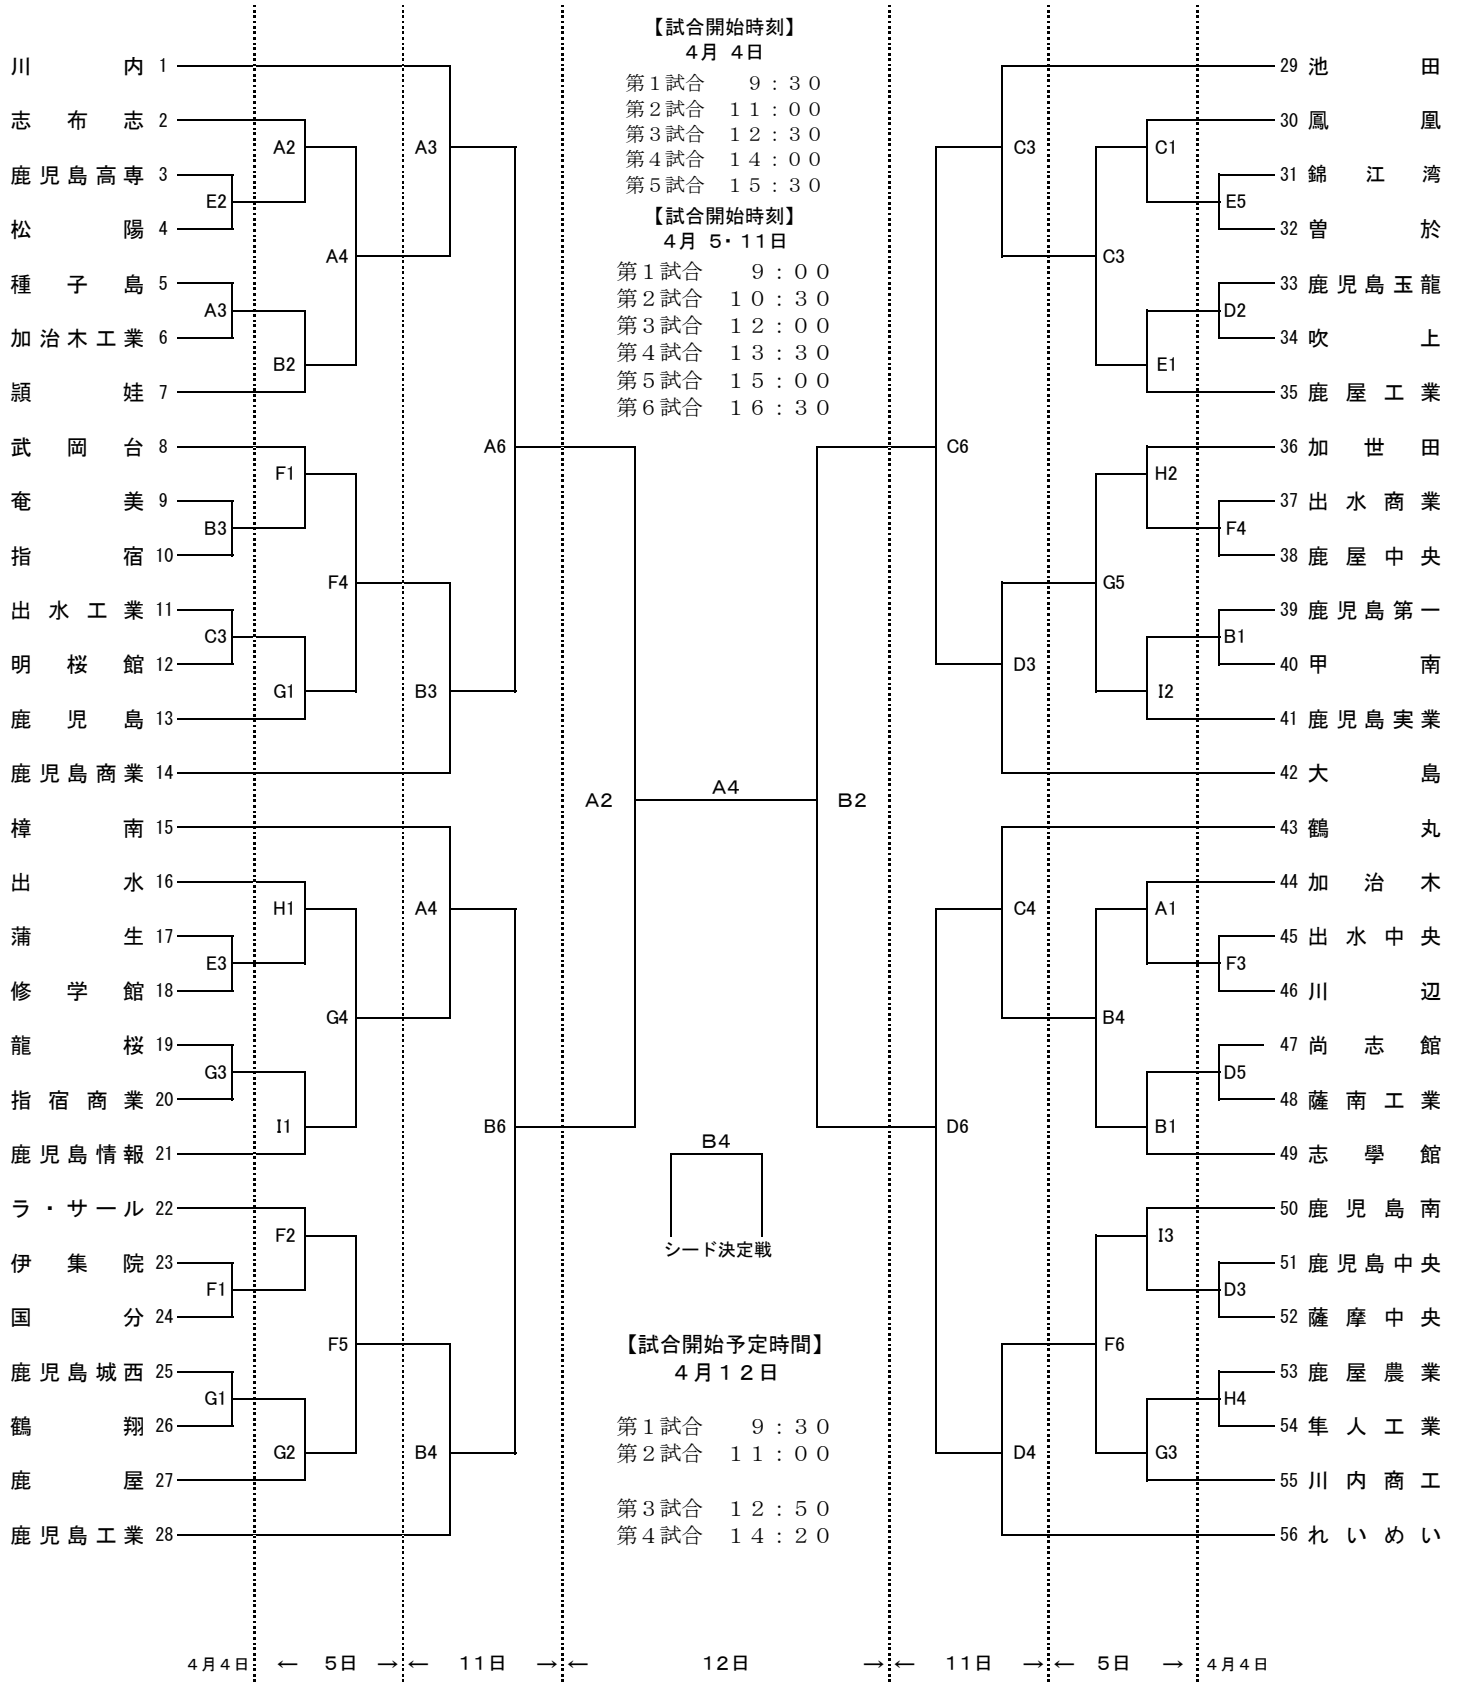 【試合開始時刻】
4月 4日
第1試合 9:30
第2試合 11:00
第3試合 12:30
第4試合 14:00
第5試合 15:30
【試合開始時刻】
4月 5・11日
第1試合 9:00
第2試合 10:30
第3試合 12:00
第4試合 13:30
第5試合 15:00
第6試合 16:30
川内 1
志布志 2
鹿児島高専 3
松陽 4
種子島 5
加治木工業 6
頴娃 7
武岡台 8
奄美 9
指宿 10
出水工業 11
明桜館 12
鹿児島 13
鹿児島商業 14
樟南 15
出水 16
蒲生 17
修学館 18
龍桜 19
指宿商業 20
鹿児島情報 21
ラ・サール 22
伊集院 23
国分 24
鹿児島城西 25
鶴翔 26
鹿屋 27
鹿児島工業 28
E2
A3
B3
C3
E3
G3
F1
G1
A2
B2
F1
G1
H1
I1
F2
G2
A4
F4
G4
F5
A3
B3
A4
B4
A6
B6
A2
A4
B2
B4
シード決定戦
C6
D6
C3
D3
C4
D4
C3
G5
B4
F6
C1
E1
H2
I2
A1
B1
I3
G3
E5
D2
F4
B1
F3
D5
D3
H4
29 池田
30 鳳凰
31 錦江湾
32 曽於
33 鹿児島玉龍
34 吹上
35 鹿屋工業
36 加世田
37 出水商業
38 鹿屋中央
39 鹿児島第一
40 甲南
41 鹿児島実業
42 大島
43 鶴丸
44 加治木
45 出水中央
46 川辺
47 尚志館
48 薩南工業
49 志學館
50 鹿児島南
51 鹿児島中央
52 薩摩中央
53 鹿屋農業
54 隼人工業
55 川内商工
56 れいめい
【試合開始予定時間】
4月12日
第1試合 9:30
第2試合 11:00
第3試合 12:50
第4試合 14:20
4月4日 ← 5日 →← 11日 →← 12日 →← 11日 →← 5日 → 4月4日